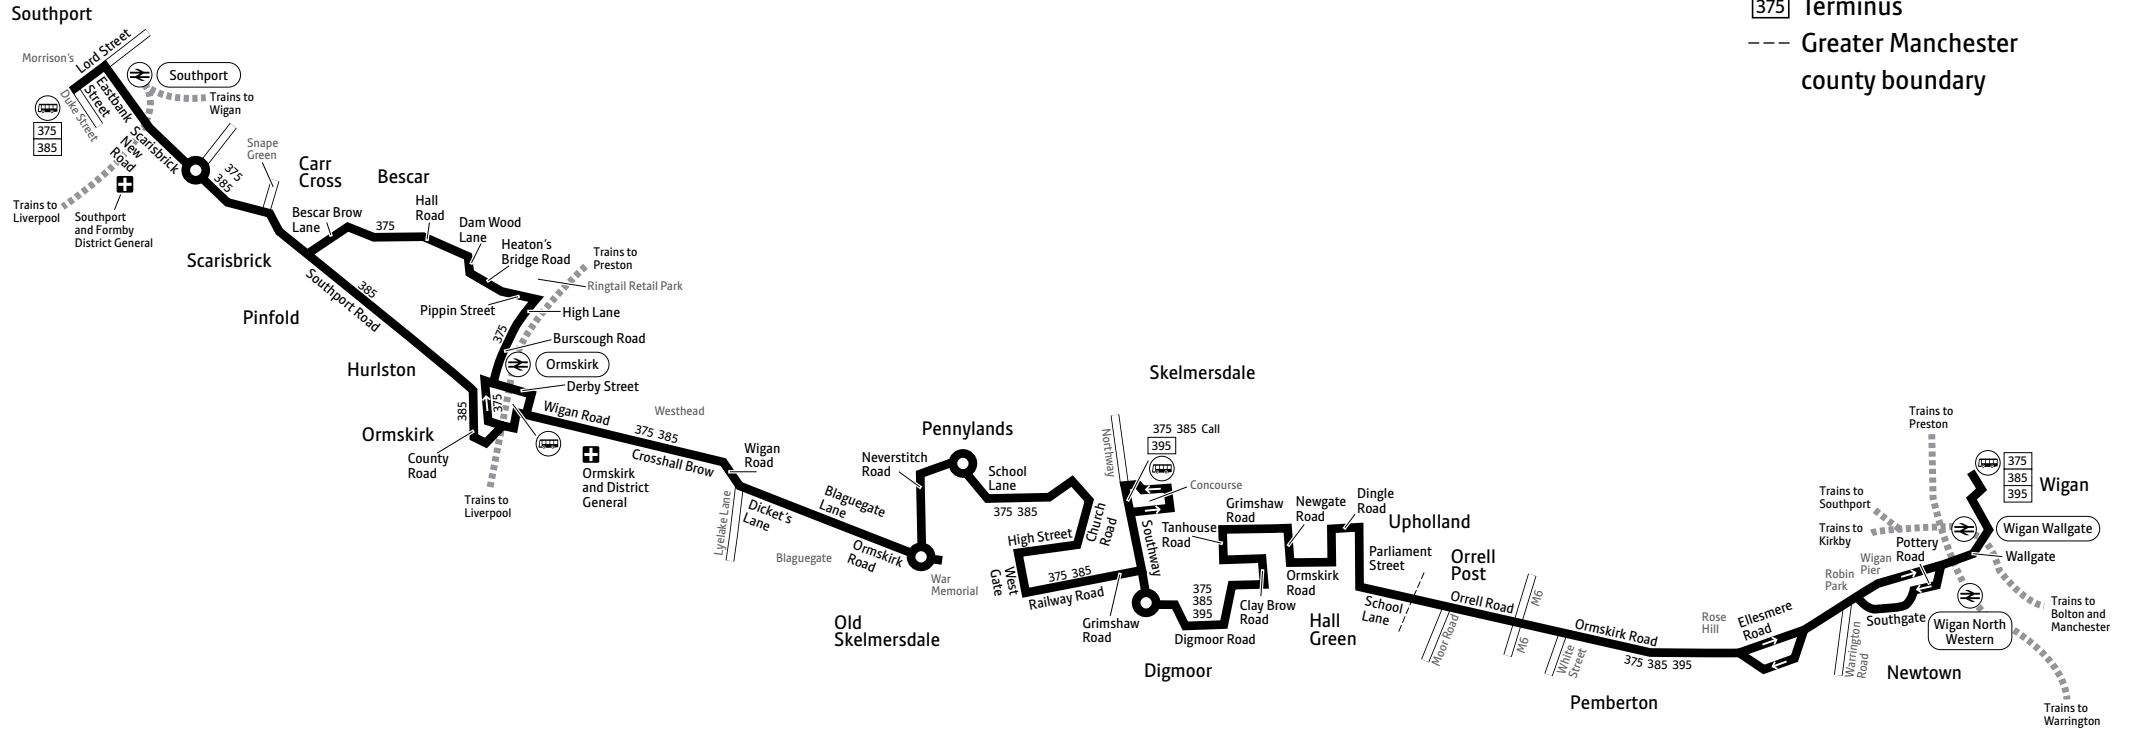 Southport
375 Terminus
Greater Manchester
county boundary
Lord Street
Morrison's
Southport
Eastbank
Street
Duke Street
Trains to
Wigan
375
385
Scarisbrick
New
Road
Snape
Green
375
385
Trains to
Liverpool
Southport
and Formby
District General
Carr
Cross
Bescar
Bescar Brow
Lane
375
Hall
Road
Dam Wood
Lane
Heaton's
Bridge Road
Trains to
Preston
Ringtail Retail Park
Scarisbrick
Southport Road
385
Pinfold
Pippin Street
High Lane
375
Burscough Road
Ormskirk
Hurlston
Derby Street
385
375
Wigan Road
Westhead
375 385
Crosshall Brow
Ormskirk
County
Road
Ormskirk
and District
General
Trains to
Liverpool
Wigan
Road
Lyelake Lane
Dicket's
Lane
Blaguegate
Lane
Blaguegate
Ormskirk
Road
Neverstitch
Road
Pennylands
School
Lane
375 385
War
Memorial
Old
Skelmersdale
High Street
Church
Road
West
Gate
375 385
Railway Road
Grimshaw
Road
Skelmersdale
Northway
375 385 Call
395
Concourse
Southway
Tanhouse
Road
Grimshaw
Road
Newgate
Road
Dingle
Road
Upholland
375
385
395
Clay Brow
Road
Ormskirk
Road
Digmoor Road
Digmoor
Hall
Green
Parliament
Street
School
Lane
Orrell
Post
Orrell Road
Moor Road
M6
M6
White
Street
Ormskirk Road
375 385 395
Pemberton
Rose
Hill
Ellesmere
Road
Robin
Park
Wigan
Pier
Pottery
Road
Warrington
Road
Southgate
Newtown
Trains to
Preston
Trains to
Southport
Trains to
Kirkby
375
385
395
Wigan
Wigan Wallgate
Wallgate
Wigan North
Western
Trains to
Bolton and
Manchester
Trains to
Warrington